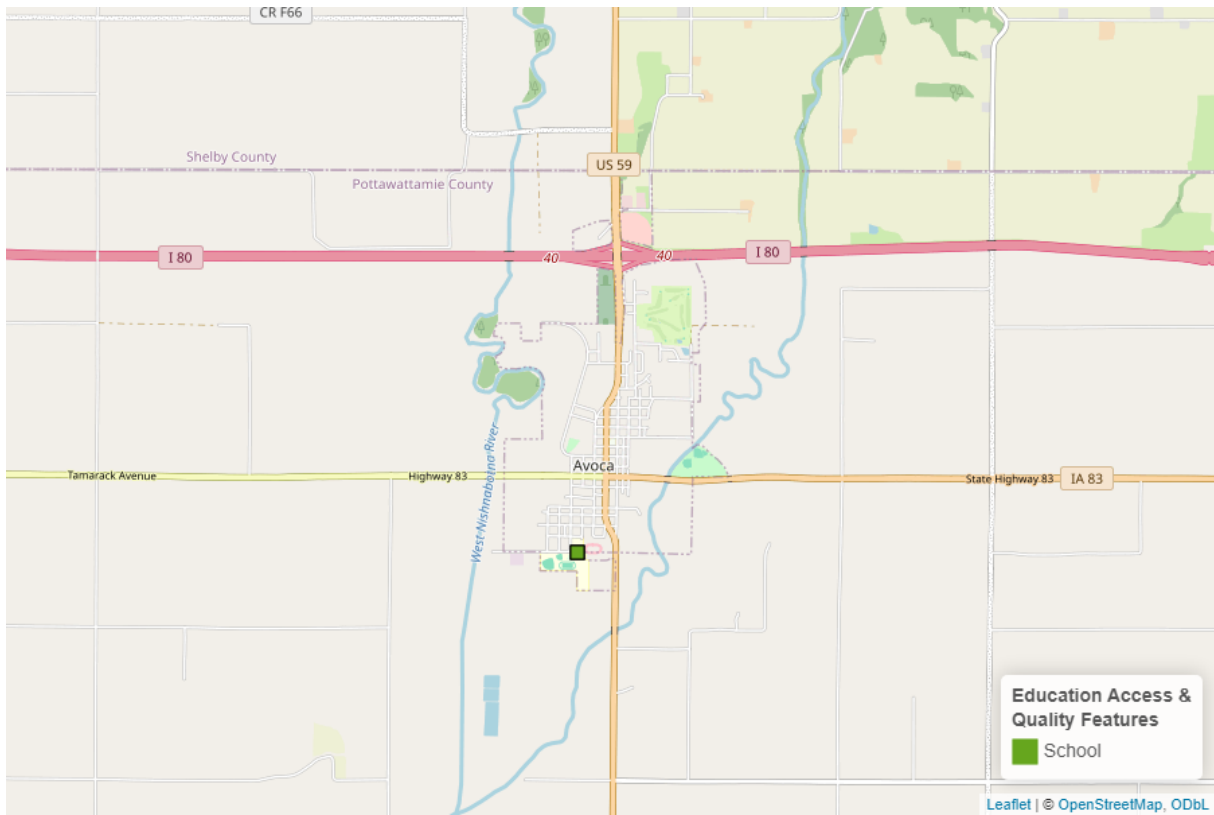 CR F66
Shelby County
US 59
Pottawattamie County
I 80
40
40
I 80
West Nishnabotna River
Avoca
Tamarack Avenue
Highway 83
State Highway 83
IA 83
Education Access &
Quality Features
School
Leaflet | © OpenStreetMap, ODbL